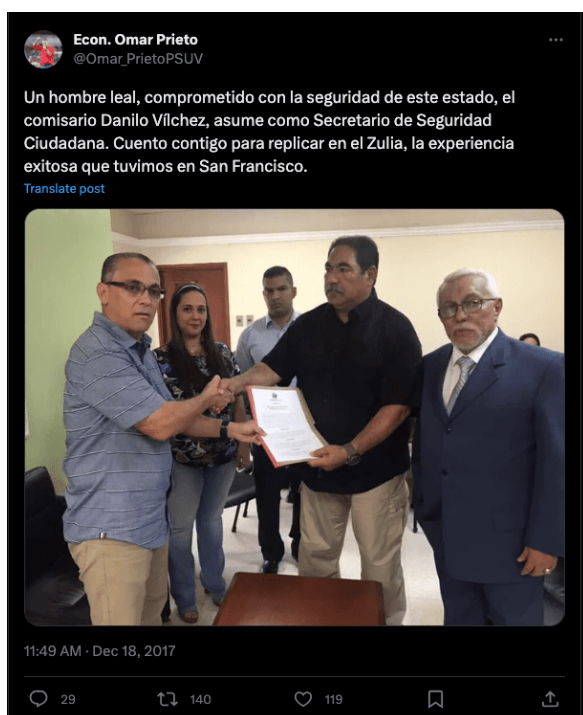 Econ. Omar Prieto
@Omar_PrietoPSUV
Un hombre leal, comprometido con la seguridad de este estado, el
comisario Danilo Vílchez, asume como Secretario de Seguridad
Ciudadana. Cuento contigo para replicar en el Zulia, la experiencia
exitosa que tuvimos en San Francisco.
Translate post
11:49 AM · Dec 18, 2017
29 140 119